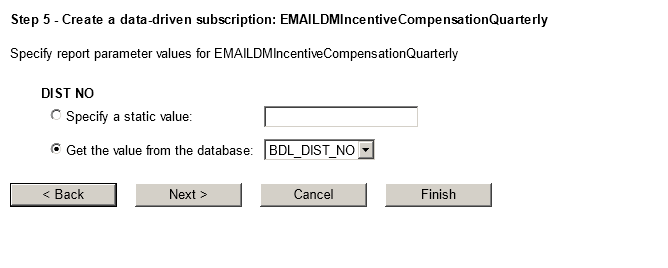 Step 5 - Create a data-driven subscription: EMAILDMIncentiveCompensationQuarterly
Specify report parameter values for EMAILDMIncentiveCompensationQuarterly
DIST NO
Specify a static value:
Get the value from the database: BDL_DIST_NO
< Back Next > Cancel Finish